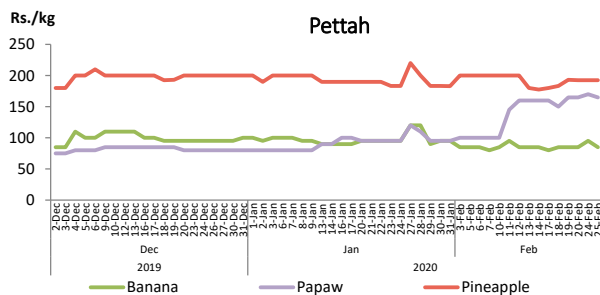 Rs./kg
Pettah
250
200
150
100
50
0
2-Dec
3-Dec
4-Dec
5-Dec
6-Dec
9-Dec
10-Dec
12-Dec
13-Dec
16-Dec
17-Dec
18-Dec
19-Dec
20-Dec
23-Dec
24-Dec
26-Dec
27-Dec
30-Dec
31-Dec
1-Jan
2-Jan
3-Jan
6-Jan
7-Jan
8-Jan
9-Jan
13-Jan
14-Jan
16-Jan
17-Jan
20-Jan
21-Jan
22-Jan
23-Jan
24-Jan
27-Jan
28-Jan
29-Jan
30-Jan
31-Jan
3-Feb
5-Feb
6-Feb
7-Feb
10-Feb
11-Feb
12-Feb
13-Feb
14-Feb
17-Feb
18-Feb
19-Feb
20-Feb
24-Feb
25-Feb
Dec Jan Feb
2019 2020
Banana Papaw Pineapple